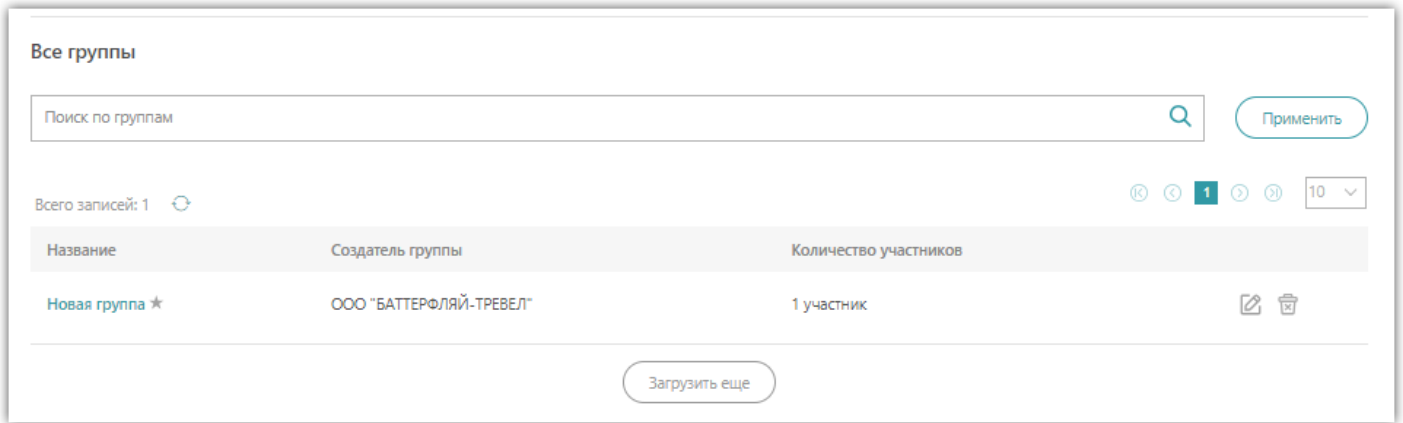 Все группы
Поиск по группам
Применить
Всего записей: 1
1
10
Название Создатель группы Количество участников
Новая группа ООО "БАТТЕРФЛЯЙ-ТРЕВЕЛ" 1 участник
Загрузить еще